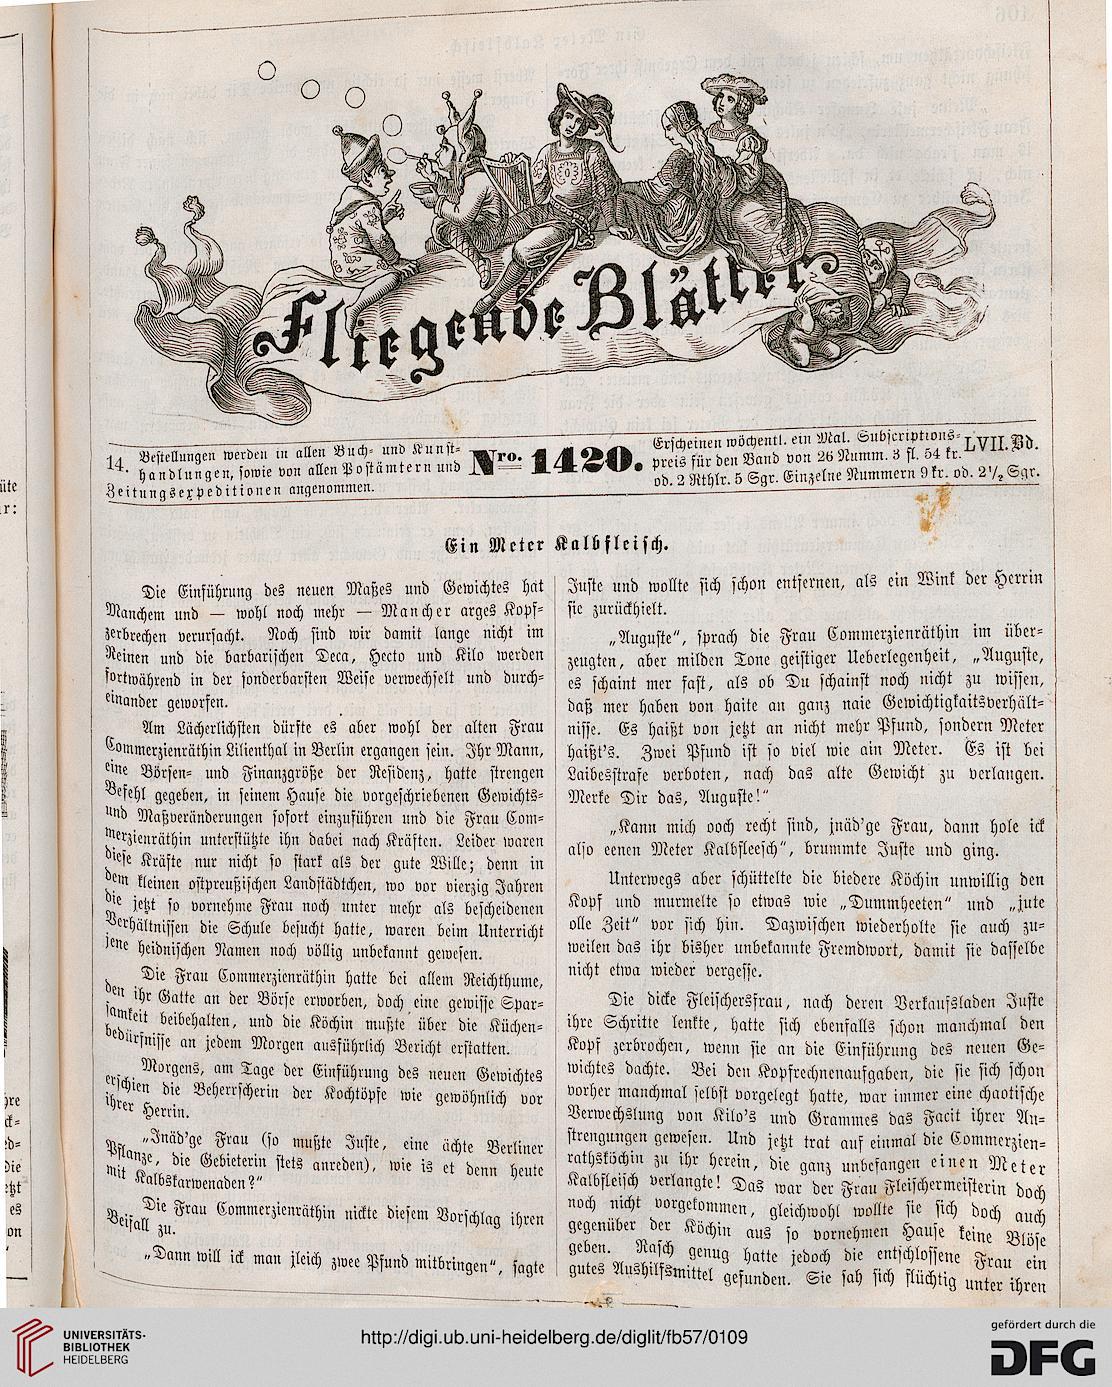 Fliegende Blätter
14.
Bestellungen werden in allen Buch- und Kunst-
handlungen, sowie von allen Postämtern und
Zeitungsexpeditionen angenommen.
Nro. 1420.
Erscheinen wöchentl. ein Mal. Subscriptions-
preis für den Band von 26 Numm. 3 fl. 54 kr.
od. 2 Rthlr. 5 Sgr. Einzelne Nummern 9 kr. od. 2½ Sgr.
LVII. Bd.
Ein Meter Kalbfleisch.
Die Einführung des neuen Maßes und Gewichtes hat
Manchem und — wohl noch mehr — Mancher arges Kopf-
zerbrechen verursacht. Noch sind wir damit lange nicht im
Reinen und die barbarischen Deca, Hecto und Kilo werden
fortwährend in der sonderbarsten Weise verwechselt und durch-
einander geworfen.
Am Lächerlichsten dürfte es aber wohl der alten Frau
Commerzienräthin Lilienthal in Berlin ergangen sein. Ihr Mann,
eine Börsen- und Finanzgröße der Residenz, hatte strengen
Befehl gegeben, in seinem Hause die vorgeschriebenen Gewichts-
und Maßveränderungen sofort einzuführen und die Frau Com-
merzienräthin unterstützte ihn dabei nach Kräften. Leider waren
diese Kräfte nur nicht so stark als der gute Wille; denn in
dem kleinen ostpreußischen Landstädtchen, wo vor vierzig Jahren
die jetzt so vornehme Frau noch unter mehr als bescheidenen
Verhältnissen die Schule besucht hatte, waren beim Unterricht
jene heidnischen Namen noch völlig unbekannt gewesen.
Die Frau Commerzienräthin hatte bei allem Reichthume,
den ihr Gatte an der Börse erworben, doch eine gewisse Spar-
samkeit beibehalten, und die Köchin mußte über die Küchen-
bedürfnisse an jedem Morgen ausführlich Bericht erstatten.
Morgens, am Tage der Einführung des neuen Gewichtes
erschien die Beherrscherin der Kochtöpfe wie gewöhnlich vor
ihrer Herrin.
„Jnäd'ge Frau (so mußte Juste, eine ächte Berliner
Pflanze, die Gebieterin stets anreden), wie is et denn heute
mit Kalbskarwenaden?"
Die Frau Commerzienräthin nickte diesem Vorschlag ihren
Beifall zu.
„Dann will ick man jleich zwee Pfund mitbringen", sagte
Juste und wollte sich schon entfernen, als ein Wink der Herrin
sie zurückhielt.
„Auguste", sprach die Frau Commerzienräthin im über-
zeugten, aber milden Tone geistiger Ueberlegenheit, „Auguste,
es schaint mer fast, als ob Du schainst noch nicht zu wissen,
daß mer haben von haite an ganz naie Gewichtigkaitsverhält-
nisse. Es haißt von jetzt an nicht mehr Pfund, sondern Meter
haißt's. Zwei Pfund ist so viel wie ain Meter. Es ist bei
Laibesstrafe verboten, nach das alte Gewicht zu verlangen.
Merke Dir das, Auguste!"
„Kann mich ooch recht sind, jnäd'ge Frau, dann hole ick
also eenen Meter Kalbfleesch", brummte Juste und ging.
Unterwegs aber schüttelte die biedere Köchin unwillig den
Kopf und murmelte so etwas wie „Dummheeten" und „jute
olle Zeit" vor sich hin. Dazwischen wiederholte sie auch zu-
weilen das ihr bisher unbekannte Fremdwort, damit sie dasselbe
nicht etwa wieder vergesse.
Die dicke Fleischersfrau, nach deren Verkaufsladen Juste
ihre Schritte lenkte, hatte sich ebenfalls schon manchmal den
Kopf zerbrochen, wenn sie an die Einführung des neuen Ge-
wichtes dachte. Bei den Kopfrechnenaufgaben, die sie sich schon
vorher manchmal selbst vorgelegt hatte, war immer eine chaotische
Verwechslung von Kilo's und Grammes das Facit ihrer An-
strengungen gewesen. Und jetzt trat auf einmal die Commerzien-
rathsköchin zu ihr herein, die ganz unbefangen einen Meter
Kalbfleisch verlangte! Das war der Frau Fleischermeisterin doch
noch nicht vorgekommen, gleichwohl wollte sie sich doch auch
gegenüber der Köchin aus so vornehmen Hause keine Blöse
geben. Rasch genug hatte jedoch die entschlossene Frau ein
gutes Aushilfsmittel gefunden. Sie sah sich flüchtig unter ihren
UNIVERSITÄTS-
BIBLIOTHEK
HEIDELBERG
http://digi.ub.uni-heidelberg.de/diglit/fb57/0109
gefördert durch die
DFG